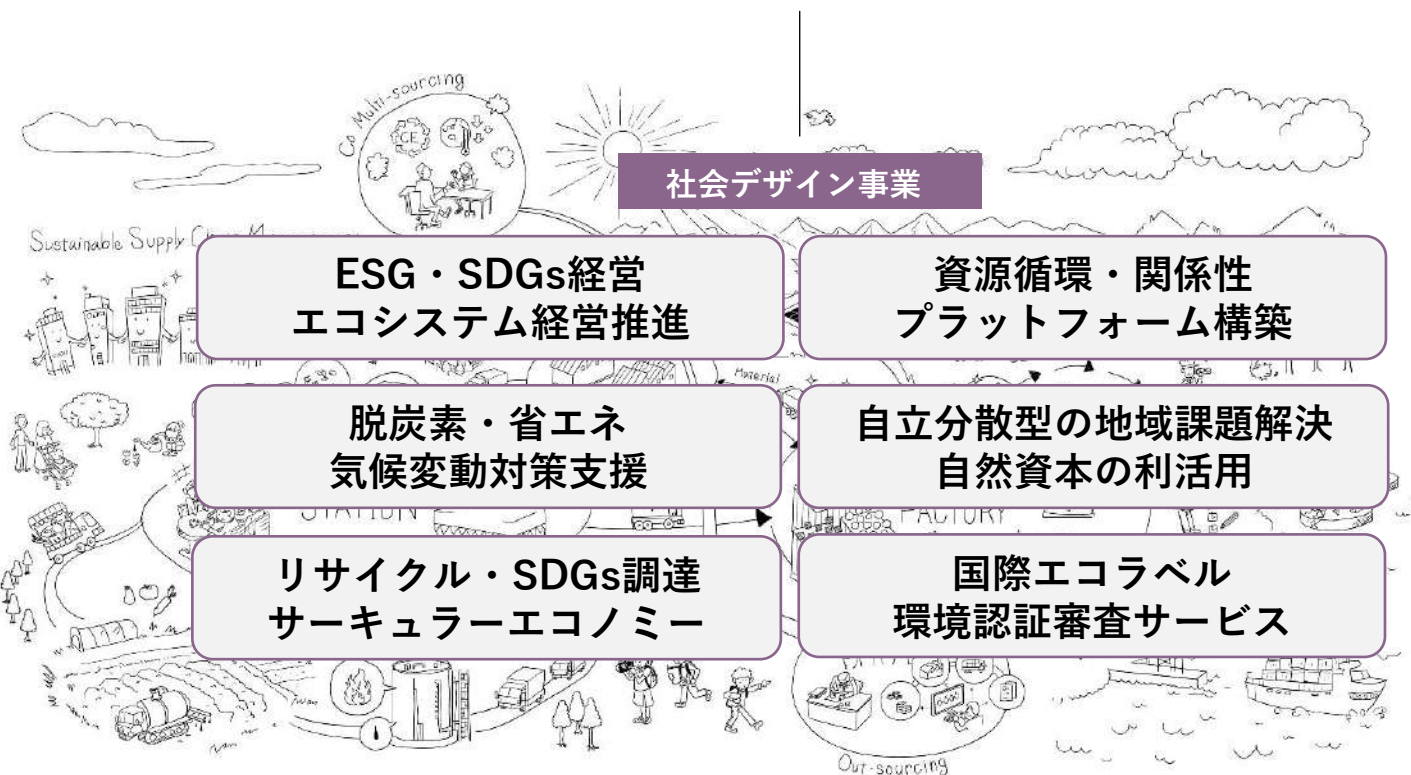 Co Multi-sourcing
CE
社会デザイン事業
Sustainable Supply
ESG・SDGs経営
エコシステム経営推進
資源循環・関係性
プラットフォーム構築
Material
脱炭素・省エネ
気候変動対策支援
自立分散型の地域課題解決
自然資本の利活用
STATION
FACTORY
リサイクル・SDGs調達
サーキュラーエコノミー
国際エコラベル
環境認証審査サービス
Out-sourcing